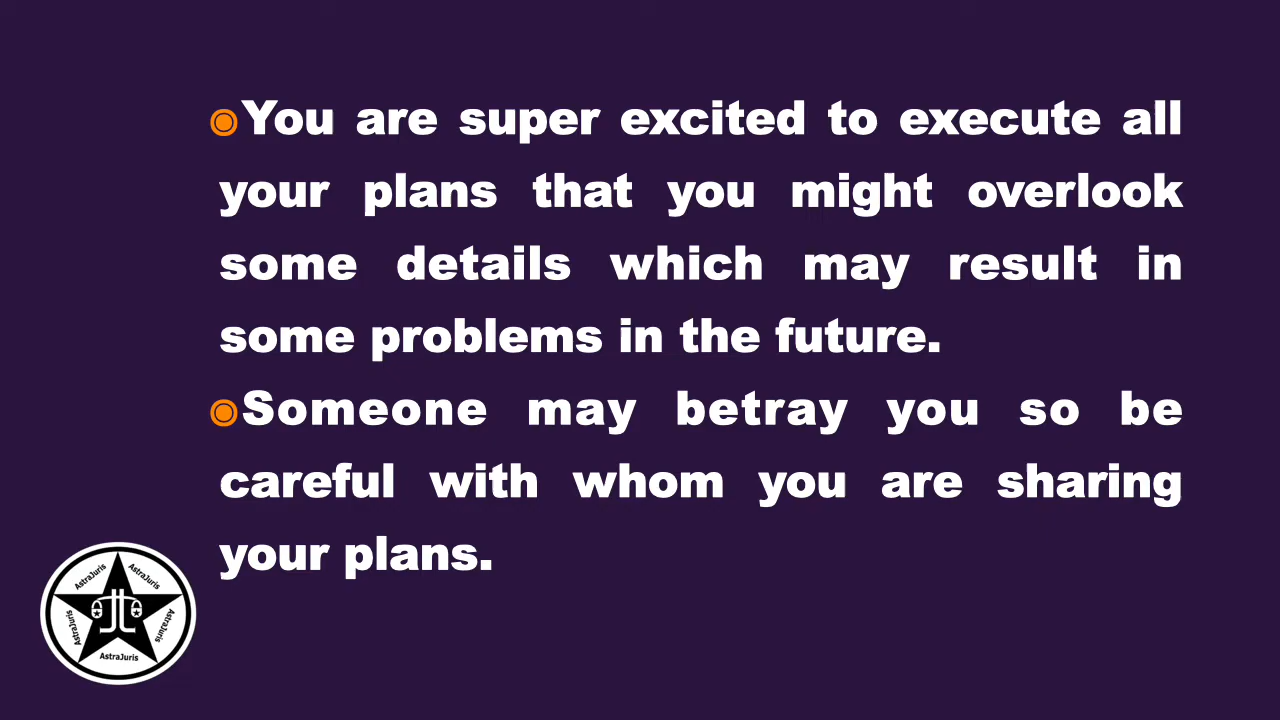 ◉You are super excited to execute all
your plans that you might overlook
some details which may result in
some problems in the future.
◉Someone may betray you so be
careful with whom you are sharing
your plans.
AstraJuris
AstraJuris
AstraJuris
AstraJuris
AstraJuris